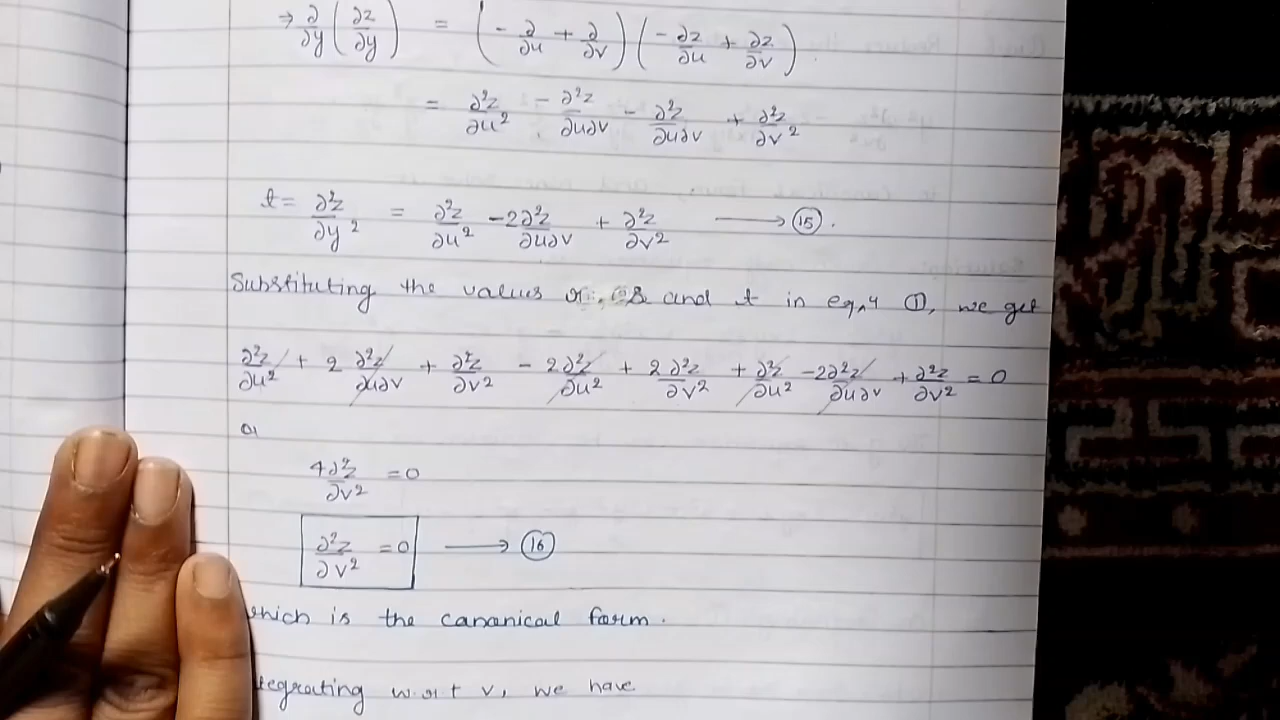 ⇒ ∂/∂y (∂z/∂y) = (- ∂/∂u + ∂/∂v) (- ∂z/∂u + ∂z/∂v).
= ∂²z/∂u² - ∂²z/∂u∂v - ∂²z/∂u∂v + ∂²z/∂v²
t = ∂²z/∂y² = ∂²z/∂u² - 2∂²z/∂u∂v + ∂²z/∂v² ⟶ (15).
Substituting the values r, s and t in eqn (1), we get
∂²z/∂u² + 2 ∂²z/∂u∂v + ∂²z/∂v² - 2∂²z/∂u² + 2∂²z/∂v² + ∂²z/∂u² - 2∂²z/∂u∂v + ∂²z/∂v² = 0
or
4∂²z/∂v² = 0
∂²z/∂v² = 0 ⟶ (16)
which is the canonical form.
tegrating w.r.t v, we have